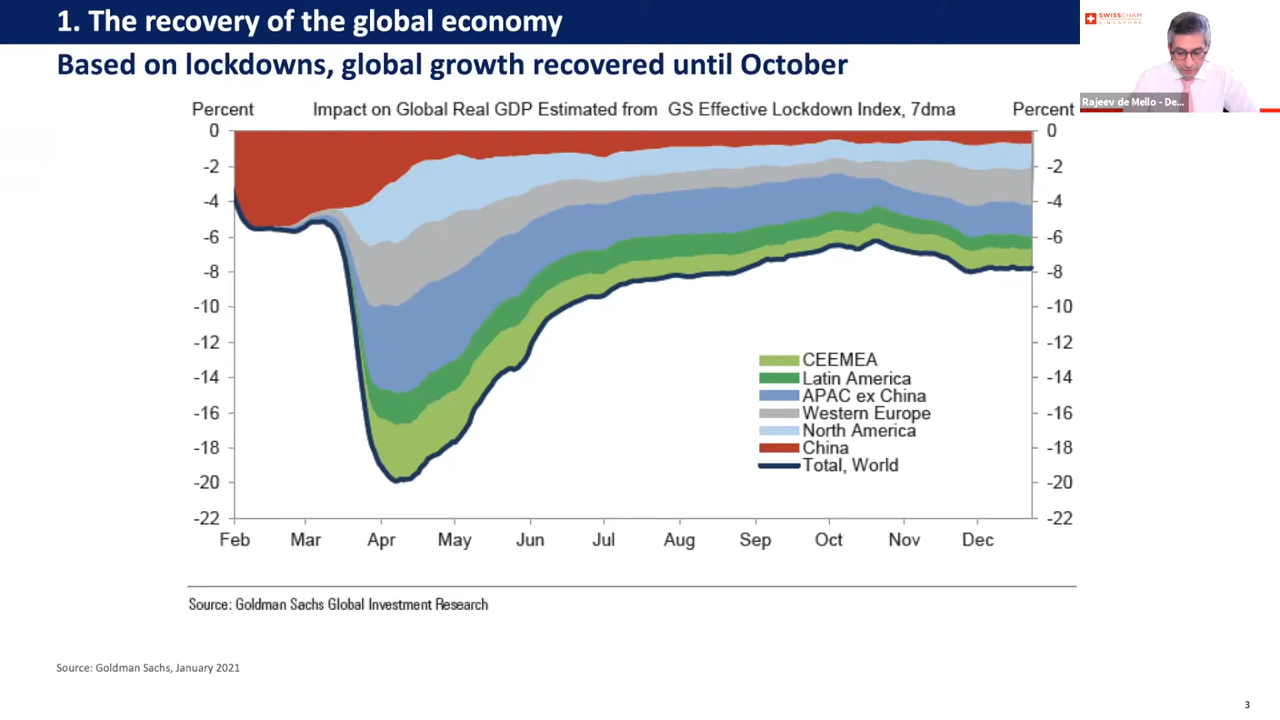 1. The recovery of the global economy
SWISSCHAM
SINGAPORE
Based on lockdowns, global growth recovered until October
Rajeev de Mello - De...
Percent Impact on Global Real GDP Estimated from GS Effective Lockdown Index, 7dma Percent
0 0
-2 -2
-4 -4
-6 -6
-8 -8
-10 -10
-12 -12
-14 -14
-16 -16
-18 -18
-20 -20
-22 -22
CEEMEA
Latin America
APAC ex China
Western Europe
North America
China
Total, World
Feb Mar Apr May Jun Jul Aug Sep Oct Nov Dec
Source: Goldman Sachs Global Investment Research
Source: Goldman Sachs, January 2021
3